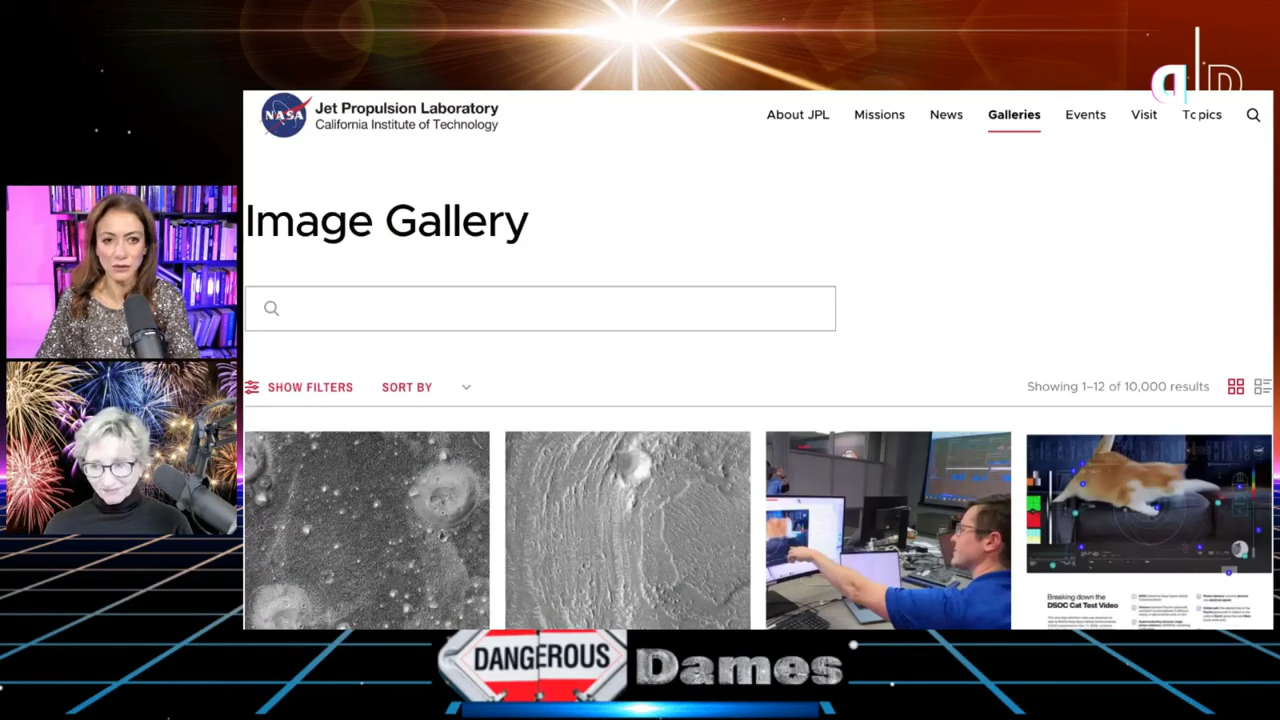 NASA
Jet Propulsion Laboratory
California Institute of Technology
About JPL Missions News Galleries Events Visit Topics
Image Gallery
SHOW FILTERS SORT BY
Showing 1–12 of 10,000 results
Breaking down the
DSOC Cat Test Video
DANGEROUS
Dames